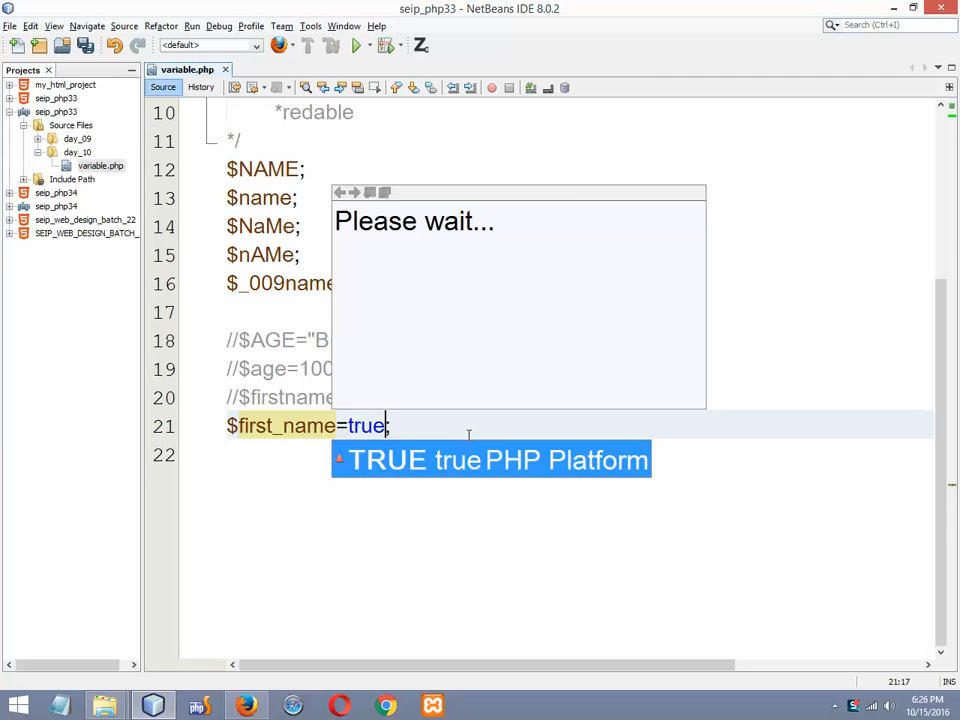 seip_php33 - NetBeans IDE 8.0.2
File Edit View Navigate Source Refactor Run Debug Profile Team Tools Window Help
Search (Ctrl+I)
<default>
Projects
variable.php
my_html_project
seip_php33
seip_php33
Source Files
day_09
day_10
variable.php
Include Path
seip_php34
seip_php34
seip_web_design_batch_22
SEIP_WEB_DESIGN_BATCH_
Source History
10 *redable
11 */
12 $NAME;
13 $name;
14 $NaMe;
15 $nAMe;
16 $_009name
17
18 //$AGE="B
19 //$age=100
20 //$firstname
21 $first_name=true;
22
Please wait...
TRUE true PHP Platform
21:17 INS
6:26 PM
10/15/2016